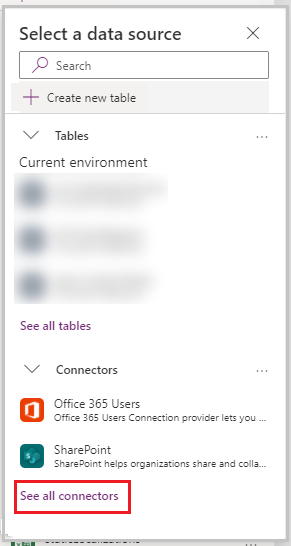 Select a data source
Search
Create new table
Tables
...
Current environment
See all tables
Connectors
...
Office 365 Users
Office 365 Users Connection provider lets you ...
SharePoint
SharePoint helps organizations share and colla...
See all connectors